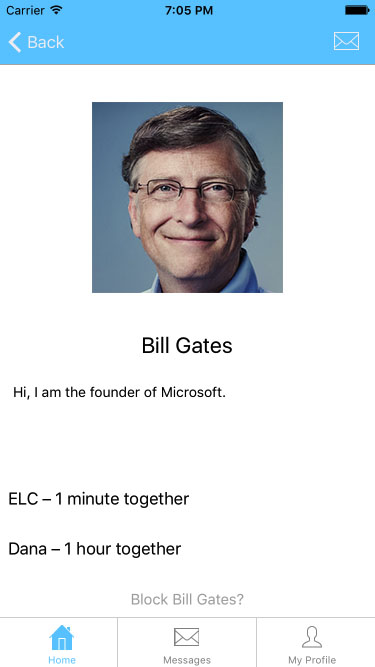 Carrier 7:05 PM
Back
Bill Gates
Hi, I am the founder of Microsoft.
ELC – 1 minute together
Dana – 1 hour together
Block Bill Gates?
Home Messages My Profile